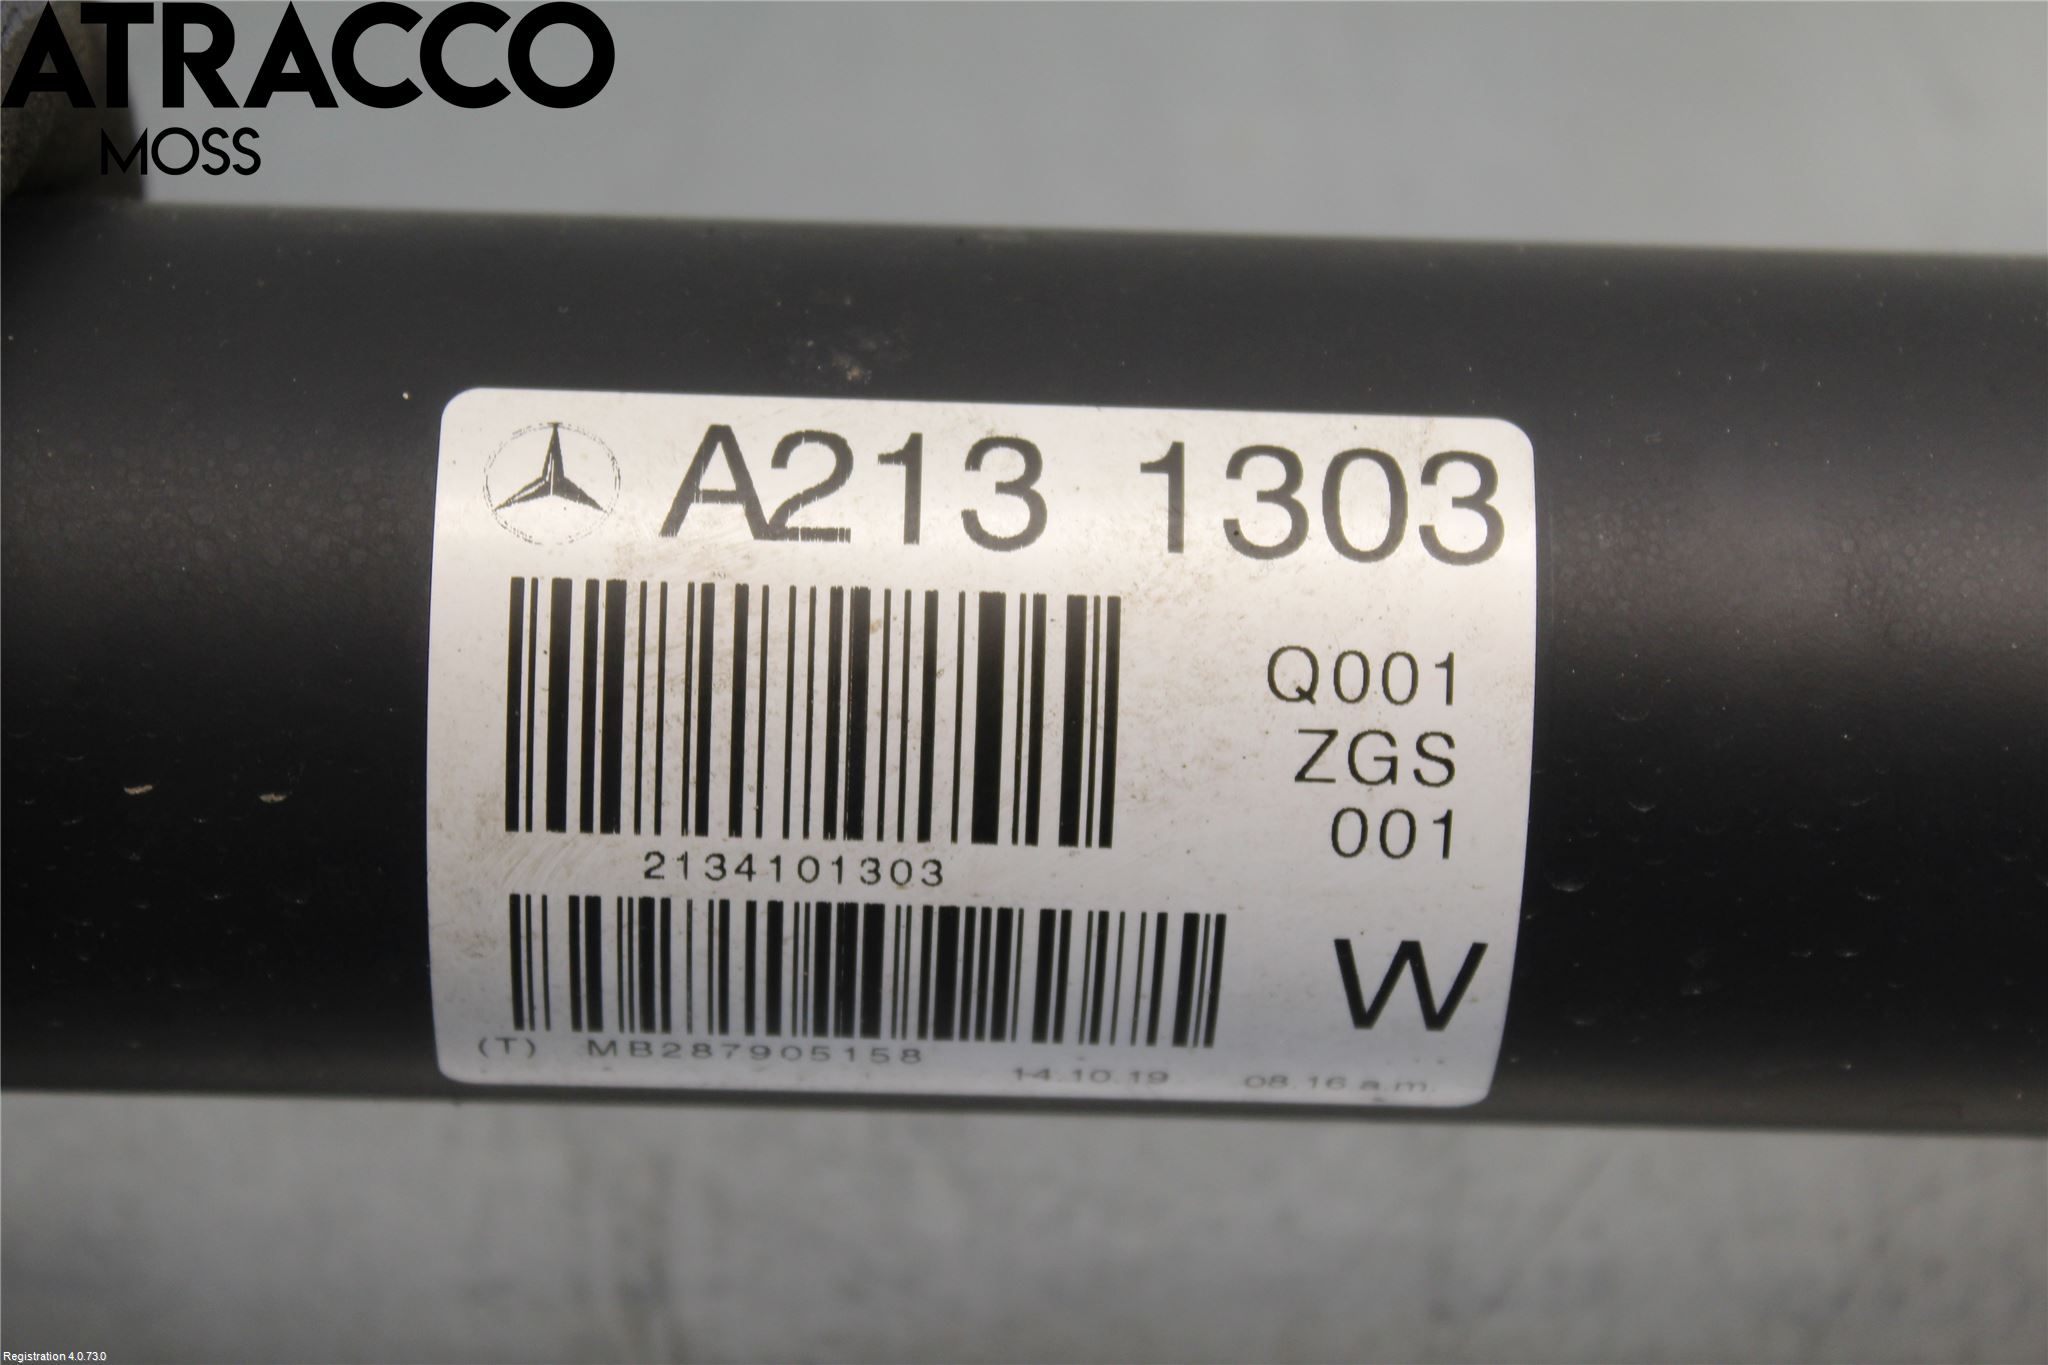 ATRACCO
MOSS
A213 1303
Q001
ZGS
001
2134101303
W
(T) MB287905158
14.10.19 08.16 a.m.
Registration 4.0.73.0